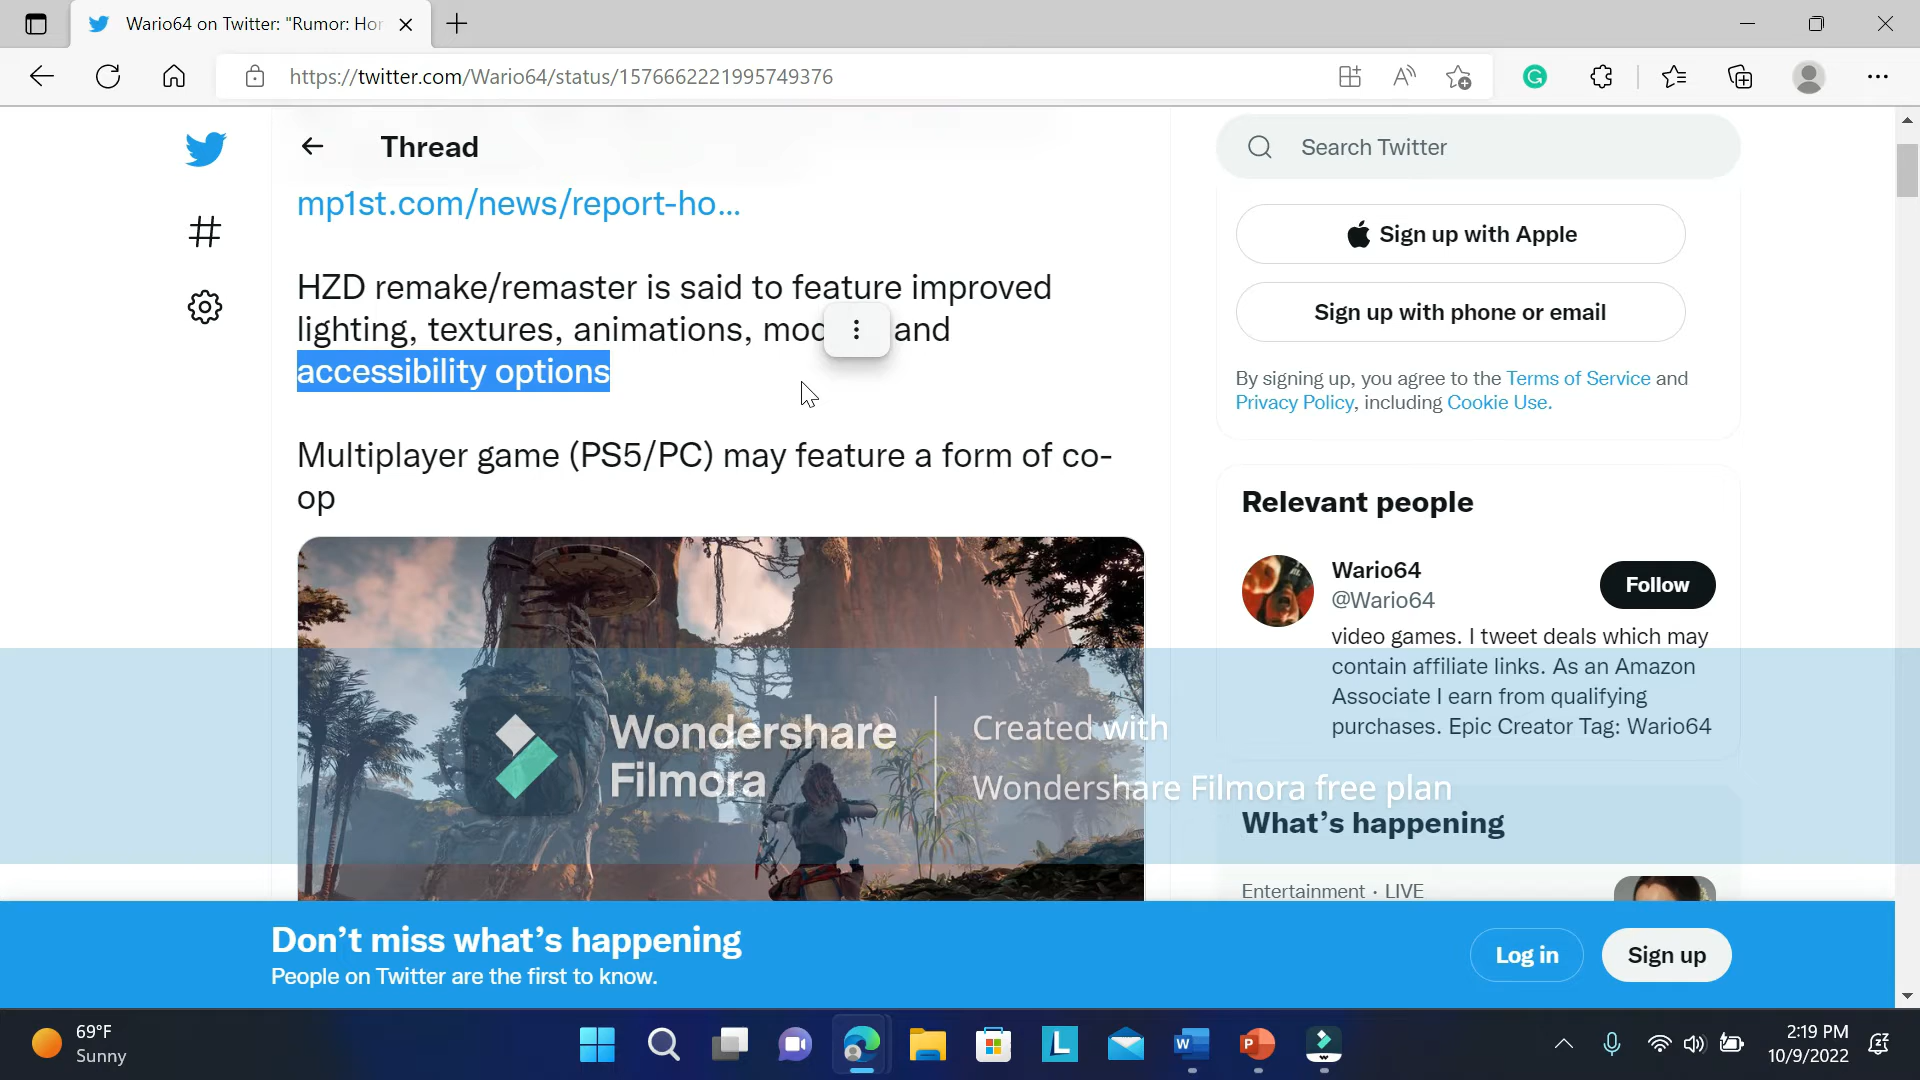 Wario64 on Twitter: "Rumor: Hor
https://twitter.com/Wario64/status/1576662221995749376
Thread
Search Twitter
mp1st.com/news/report-ho...
HZD remake/remaster is said to feature improved
lighting, textures, animations, and
accessibility options
Multiplayer game (PS5/PC) may feature a form of co-
op
Sign up with Apple
Sign up with phone or email
By signing up, you agree to the Terms of Service and
Privacy Policy, including Cookie Use.
Relevant people
Wario64
@Wario64
Follow
video games. I tweet deals which may
contain affiliate links. As an Amazon
Associate I earn from qualifying
purchases. Epic Creator Tag: Wario64
Wondershare
Filmora
Created with
Wondershare Filmora free plan
What's happening
Entertainment · LIVE
Don't miss what's happening
People on Twitter are the first to know.
Log in
Sign up
69°F
Sunny
2:19 PM
10/9/2022